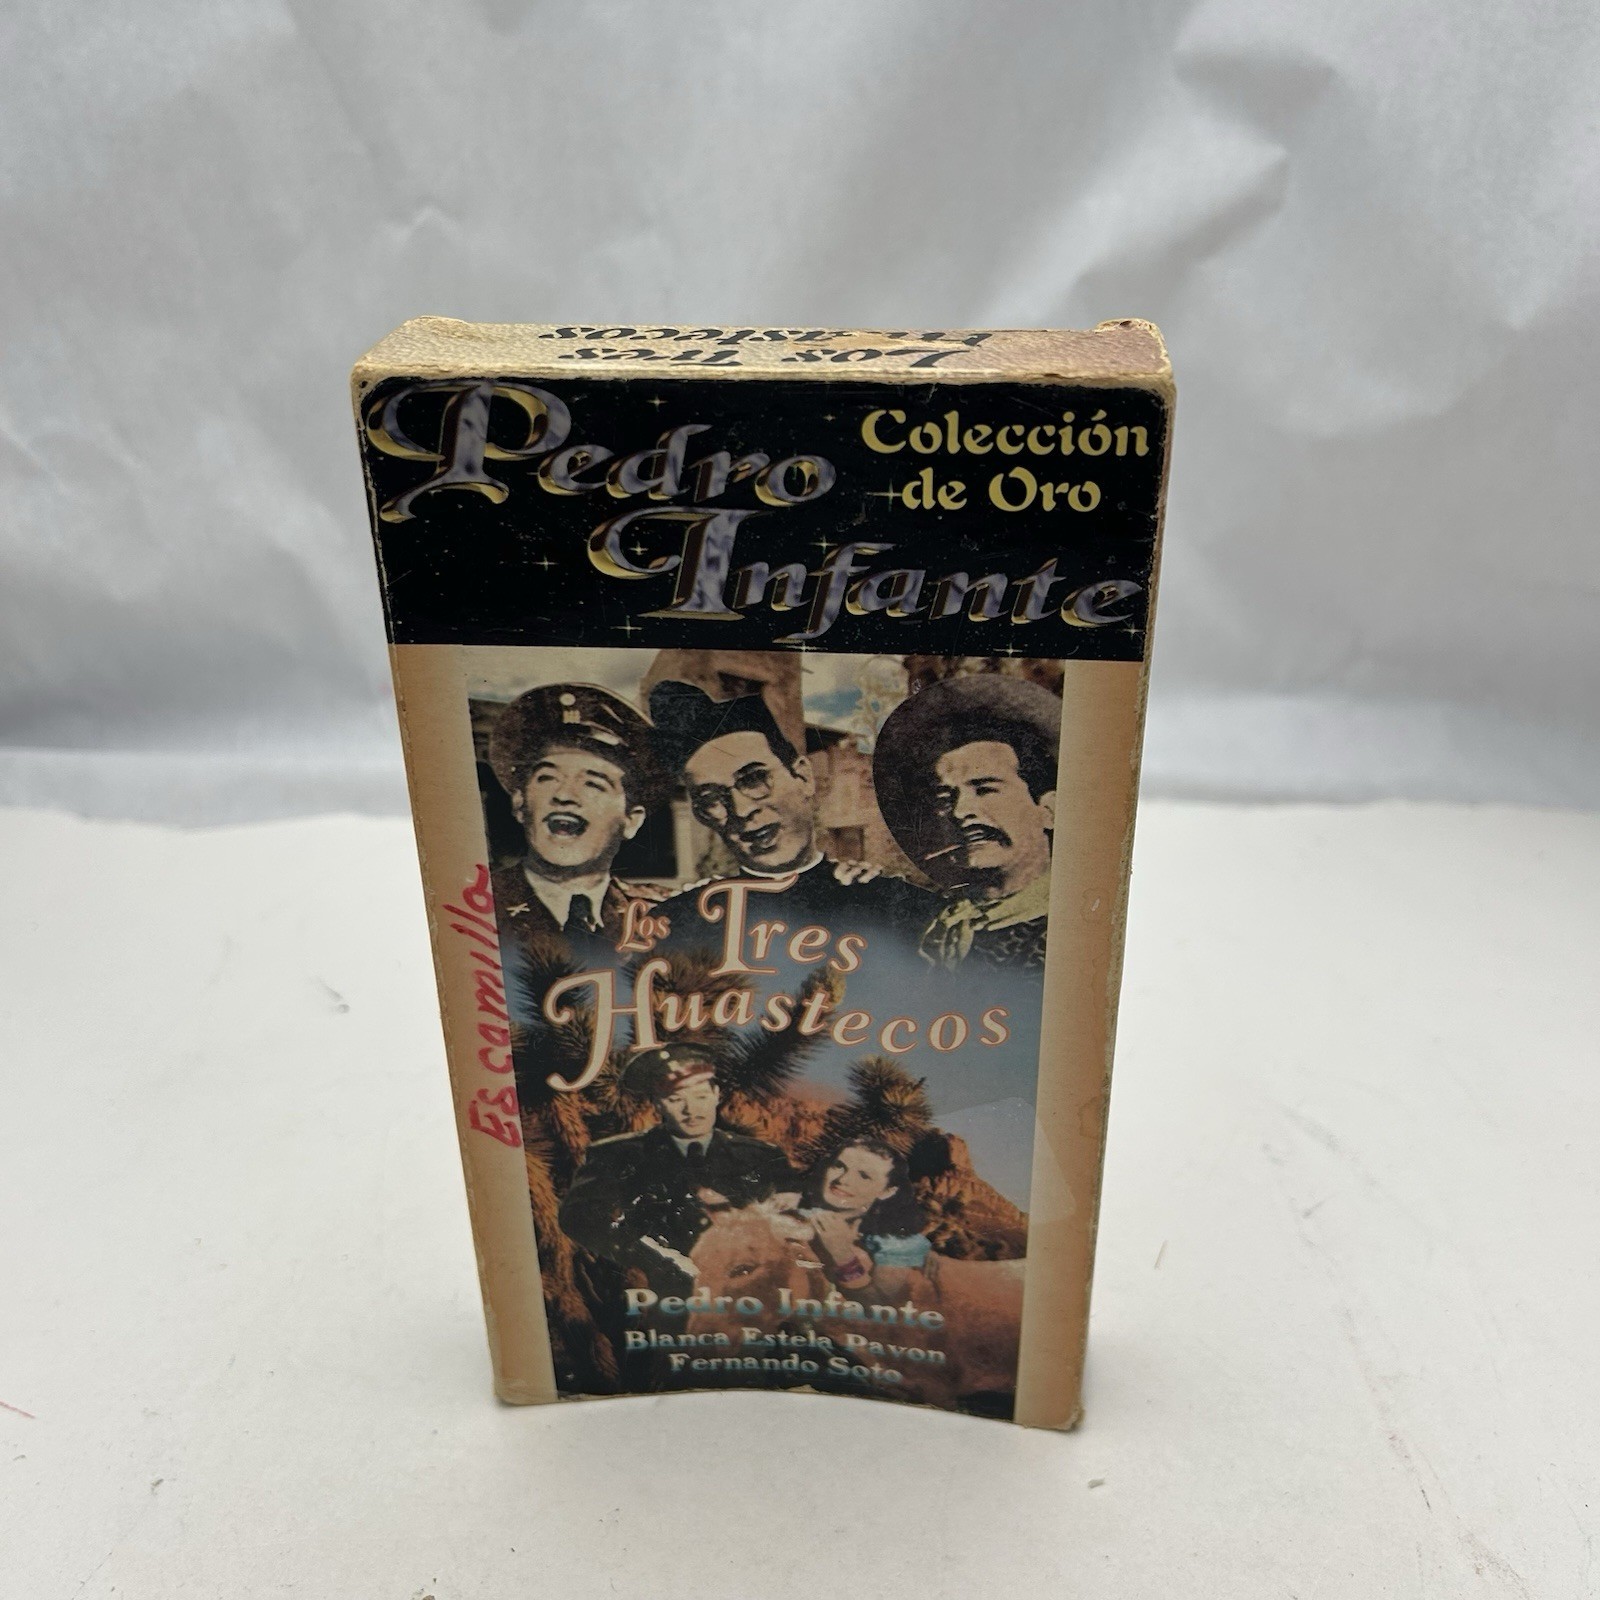 Los Tres
Huastecos
Pedro
Infante
Colección
de Oro
Los Tres
Huastecos
Escamilla
Pedro Infante
Blanca Estela Pavon
Fernando Soto